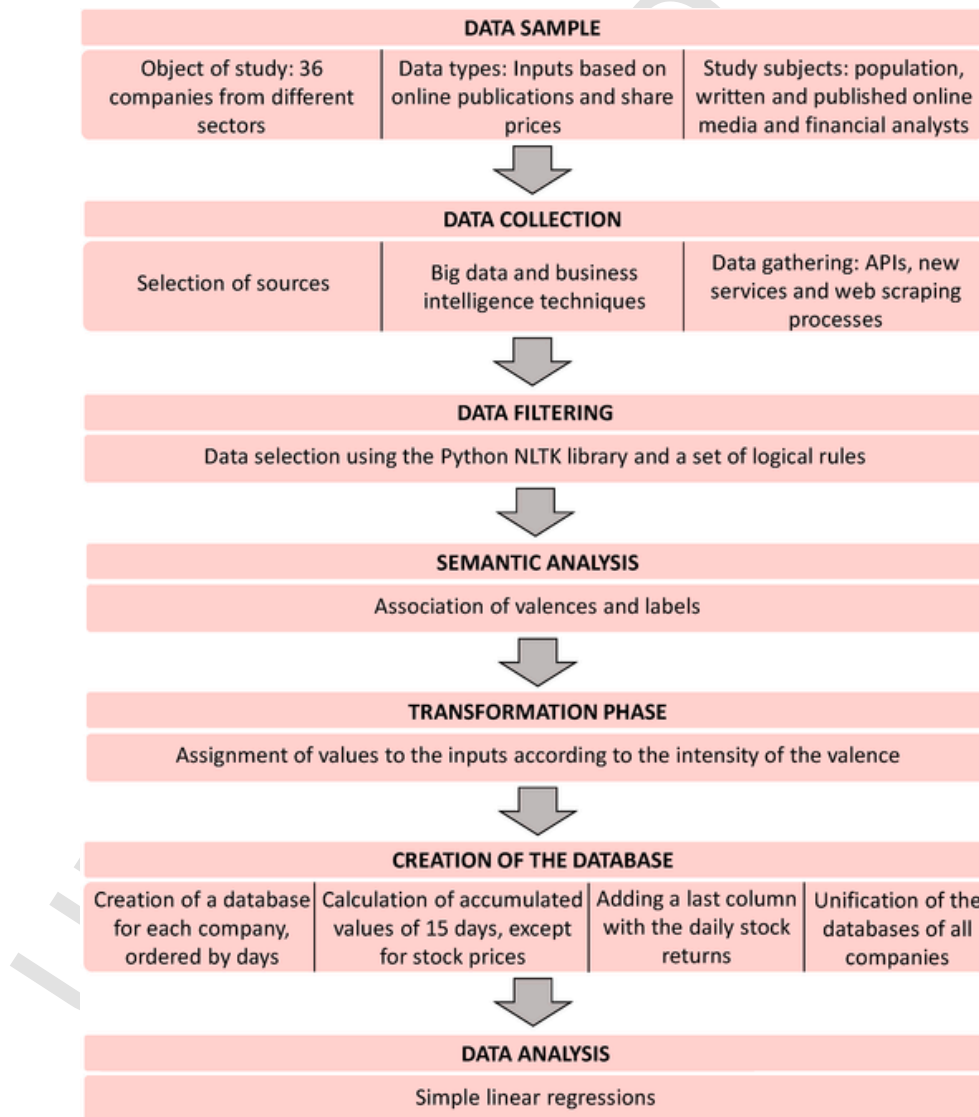 DATA SAMPLE
Object of study: 36
companies from different
sectors
Data types: Inputs based on
online publications and share
prices
Study subjects: population,
written and published online
media and financial analysts
DATA COLLECTION
Selection of sources
Big data and business
intelligence techniques
Data gathering: APIs, new
services and web scraping
processes
DATA FILTERING
Data selection using the Python NLTK library and a set of logical rules
SEMANTIC ANALYSIS
Association of valences and labels
TRANSFORMATION PHASE
Assignment of values to the inputs according to the intensity of the valence
CREATION OF THE DATABASE
Creation of a database
for each company,
ordered by days
Calculation of accumulated
values of 15 days, except
for stock prices
Adding a last column
with the daily stock
returns
Unification of the
databases of all
companies
DATA ANALYSIS
Simple linear regressions